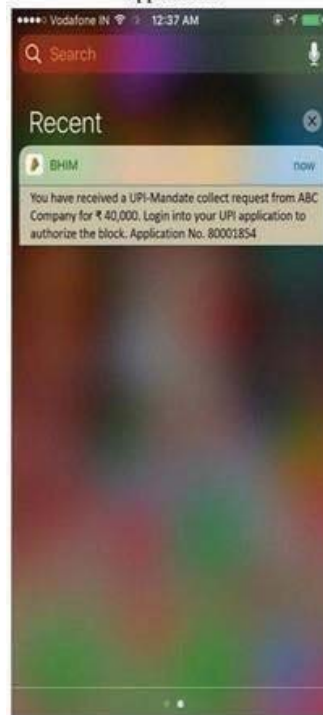 Vodafone IN 12:37 AM
Search
Recent
BHIM now
You have received a UPI-Mandate collect request from ABC
Company for ₹ 40,000. Login into your UPI application to
authorize the block. Application No. 80001854